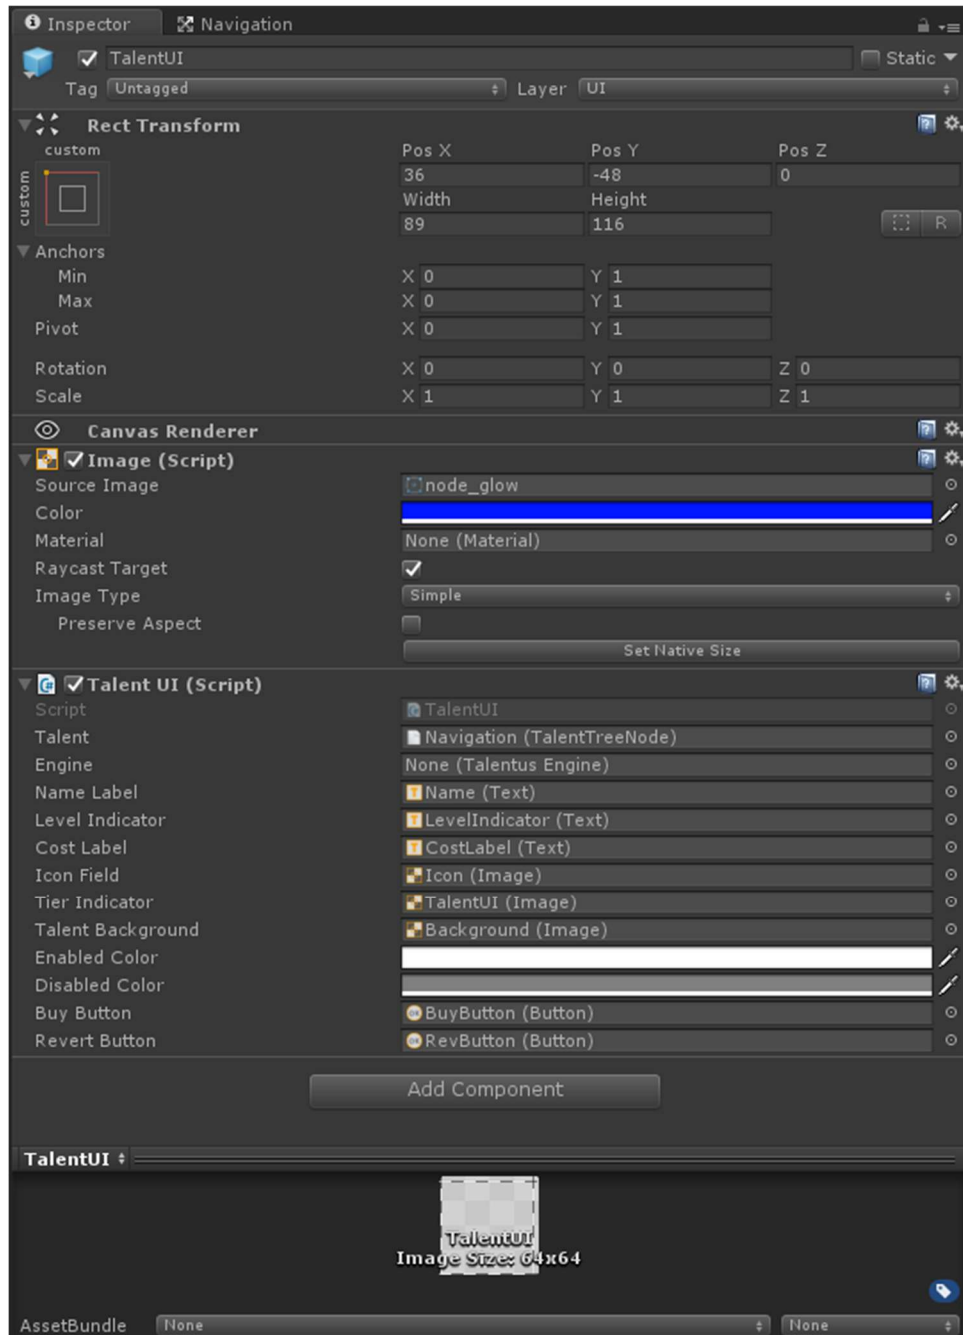 Inspector Navigation
TalentUI Static
Tag Untagged Layer UI
Rect Transform
custom Pos X Pos Y Pos Z
custom 36 -48 0
Width Height
89 116 R
Anchors
Min X 0 Y 1
Max X 0 Y 1
Pivot X 0 Y 1
Rotation X 0 Y 0 Z 0
Scale X 1 Y 1 Z 1
Canvas Renderer
Image (Script)
Source Image node_glow
Color
Material None (Material)
Raycast Target
Image Type Simple
Preserve Aspect
Set Native Size
Talent UI (Script)
Script TalentUI
Talent Navigation (TalentTreeNode)
Engine None (Talentus Engine)
Name Label Name (Text)
Level Indicator LevelIndicator (Text)
Cost Label CostLabel (Text)
Icon Field Icon (Image)
Tier Indicator TalentUI (Image)
Talent Background Background (Image)
Enabled Color
Disabled Color
Buy Button BuyButton (Button)
Revert Button RevButton (Button)
Add Component
TalentUI
TalentUI
Image Size: 64x64
AssetBundle None None